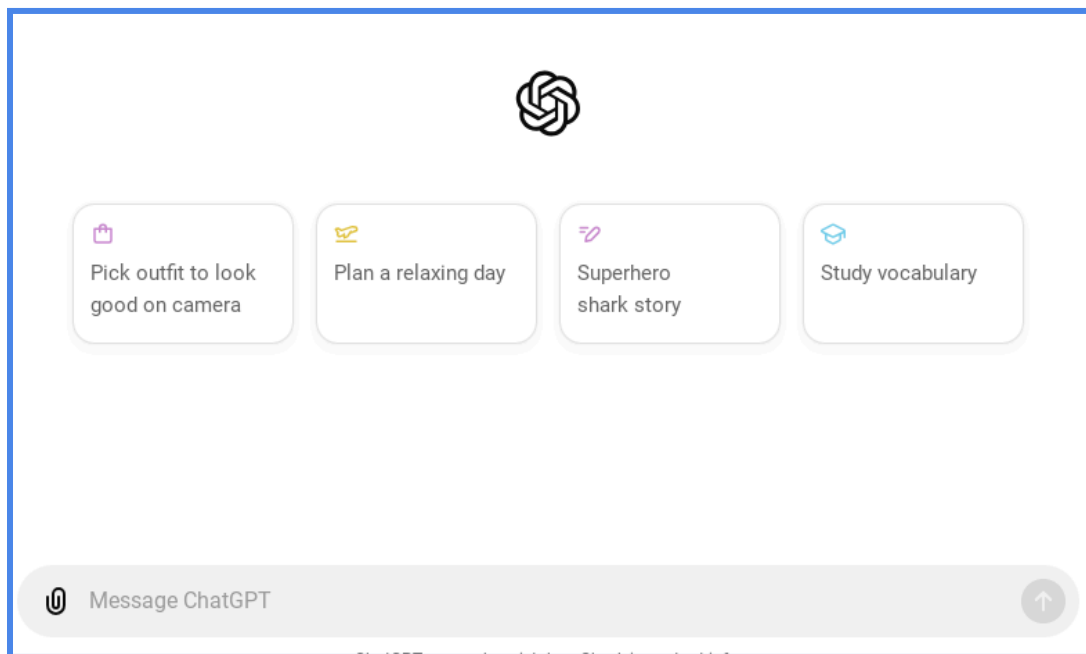 Pick outfit to look
good on camera
Plan a relaxing day
Superhero
shark story
Study vocabulary
Message ChatGPT